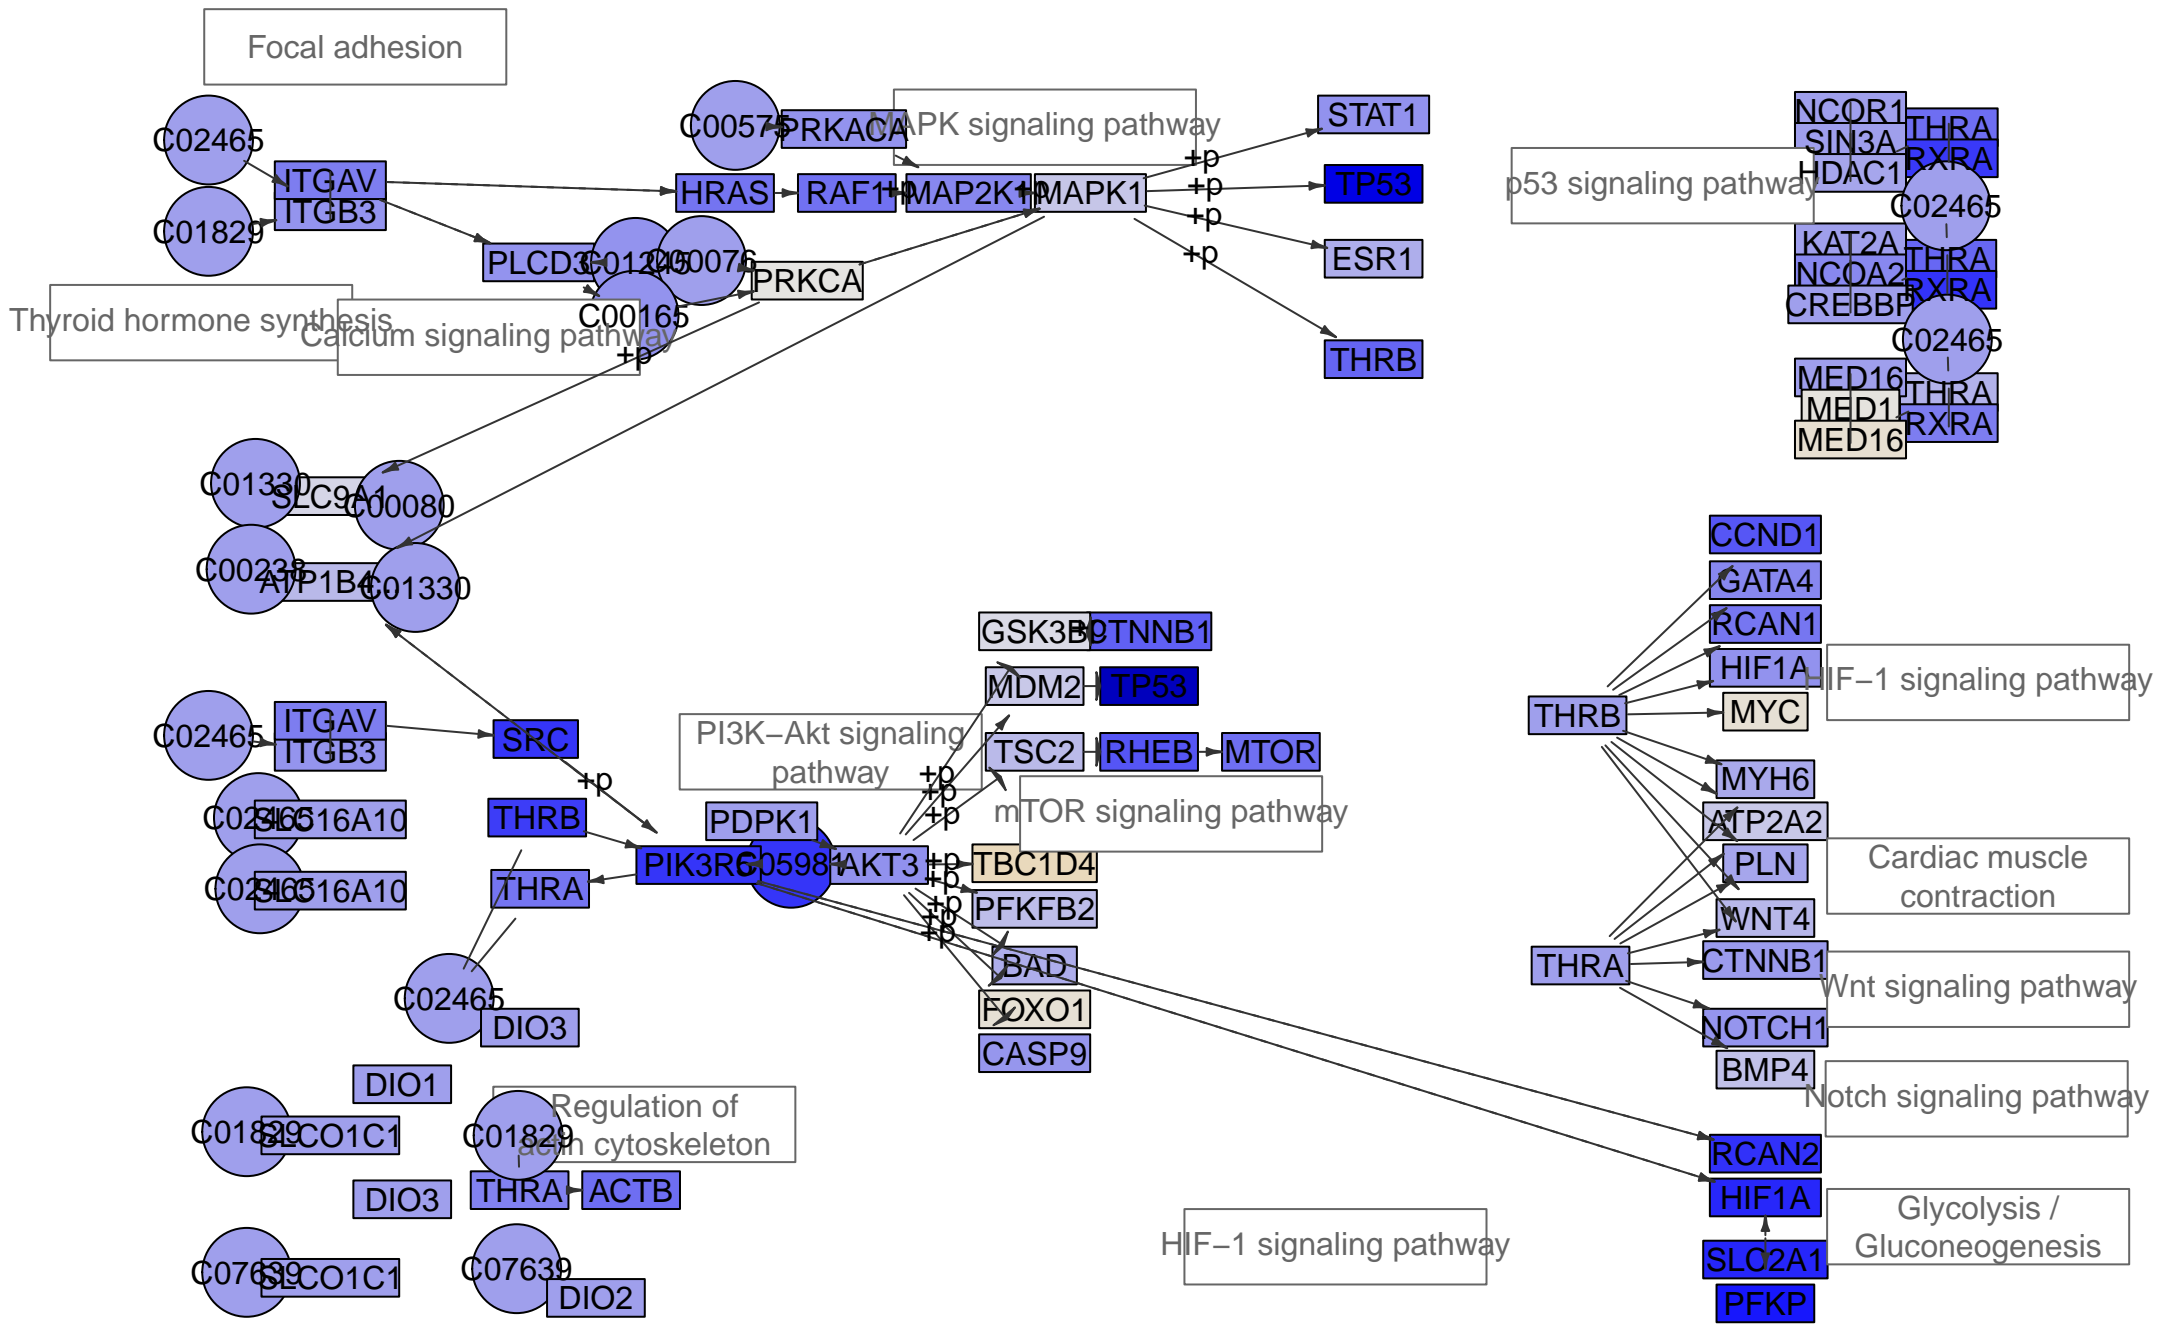 Focal adhesion
C02465
C01829
ITGAV
ITGB3
C00575
PRKACA
MAPK signaling pathway
HRAS
RAF1
+p
MAP2K1
+p
MAPK1
+p
+p
+p
+p
STAT1
TP53
ESR1
THRB
PLCD3
C01245
C00076
C00165
PRKCA
Thyroid hormone synthesis
Calcium signaling pathway
+p
p53 signaling pathway
NCOR1
SIN3A
HDAC1
THRA
RXRA
C02465
KAT2A
NCOA2
CREBBP
THRA
RXRA
C02465
MED16
MED1
MED16
THRA
RXRA
C01330
SLC9A1
C00080
C00238
ATP1B4..
C01330
GSK3B
+p
CTNNB1
MDM2
TP53
TSC2
RHEB
MTOR
PI3K−Akt signaling
pathway
mTOR signaling pathway
C02465
ITGAV
ITGB3
SRC
+p
C02465
SLC16A10
C02465
SLC16A10
THRB
THRA
PIK3R6
C05981
PDPK1
AKT3
+p
+p
+p
+p
+p
+p
+p
+p
TBC1D4
PFKFB2
BAD
FOXO1
CASP9
C02465
DIO3
DIO1
C01829
SLCO1C1
DIO3
C07639
SLCO1C1
Regulation of
actin cytoskeleton
C01829
THRA
ACTB
C07639
DIO2
CCND1
GATA4
RCAN1
HIF1A
HIF−1 signaling pathway
THRB
MYC
MYH6
ATP2A2
PLN
Cardiac muscle
contraction
WNT4
THRA
CTNNB1
Wnt signaling pathway
NOTCH1
BMP4
Notch signaling pathway
RCAN2
HIF1A
Glycolysis /
Gluconeogenesis
HIF−1 signaling pathway
SLC2A1
PFKP